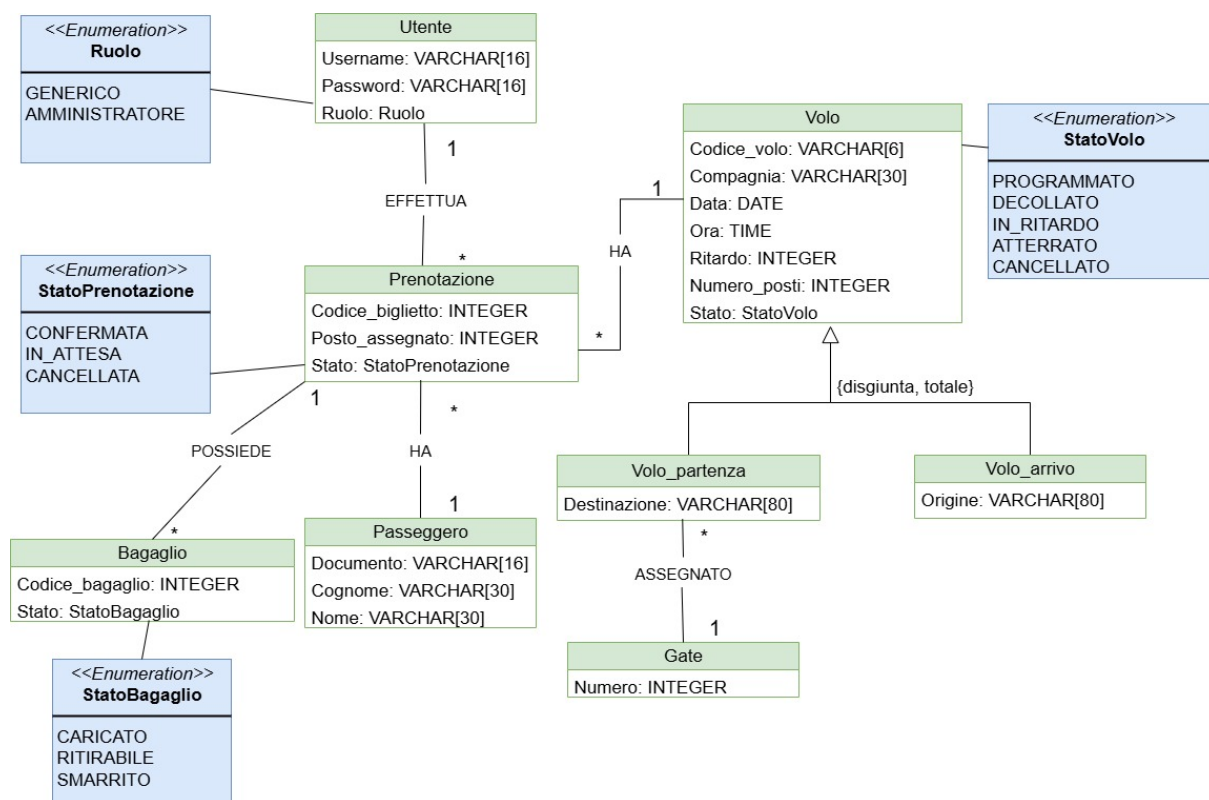 <<Enumeration>>
Ruolo
GENERICO
AMMINISTRATORE
Utente
Username: VARCHAR[16]
Password: VARCHAR[16]
Ruolo: Ruolo
1
EFFETTUA
*
Volo
Codice_volo: VARCHAR[6]
Compagnia: VARCHAR[30]
Data: DATE
Ora: TIME
Ritardo: INTEGER
Numero_posti: INTEGER
Stato: StatoVolo
<<Enumeration>>
StatoVolo
PROGRAMMATO
DECOLLATO
IN_RITARDO
ATTERRATO
CANCELLATO
1
HA
*
<<Enumeration>>
StatoPrenotazione
CONFERMATA
IN_ATTESA
CANCELLATA
Prenotazione
Codice_biglietto: INTEGER
Posto_assegnato: INTEGER
Stato: StatoPrenotazione
{disgiunta, totale}
1
POSSIEDE
*
*
HA
1
Volo_partenza
Destinazione: VARCHAR[80]
Volo_arrivo
Origine: VARCHAR[80]
Bagaglio
Codice_bagaglio: INTEGER
Stato: StatoBagaglio
Passeggero
Documento: VARCHAR[16]
Cognome: VARCHAR[30]
Nome: VARCHAR[30]
*
ASSEGNATO
1
Gate
Numero: INTEGER
<<Enumeration>>
StatoBagaglio
CARICATO
RITIRABILE
SMARRITO